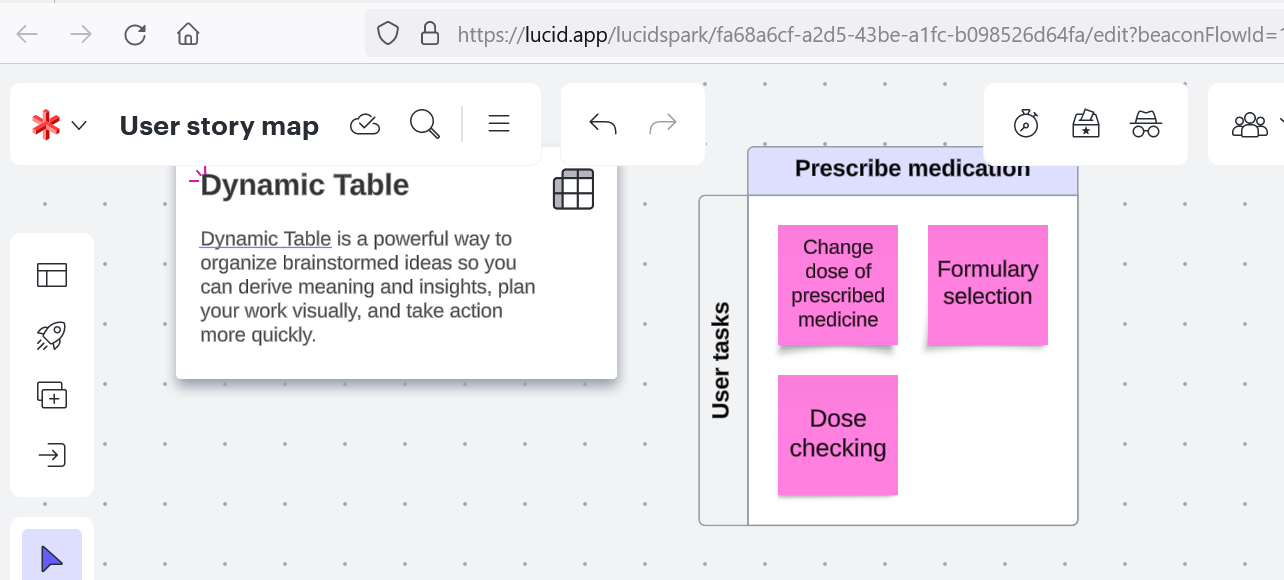 https://lucid.app/lucidspark/fa68a6cf-a2d5-43be-a1fc-b098526d64fa/edit?beaconFlowId=
User story map
Dynamic Table
Dynamic Table is a powerful way to
organize brainstormed ideas so you
can derive meaning and insights, plan
your work visually, and take action
more quickly.
Prescribe medication
User tasks
Change
dose of
prescribed
medicine
Formulary
selection
Dose
checking